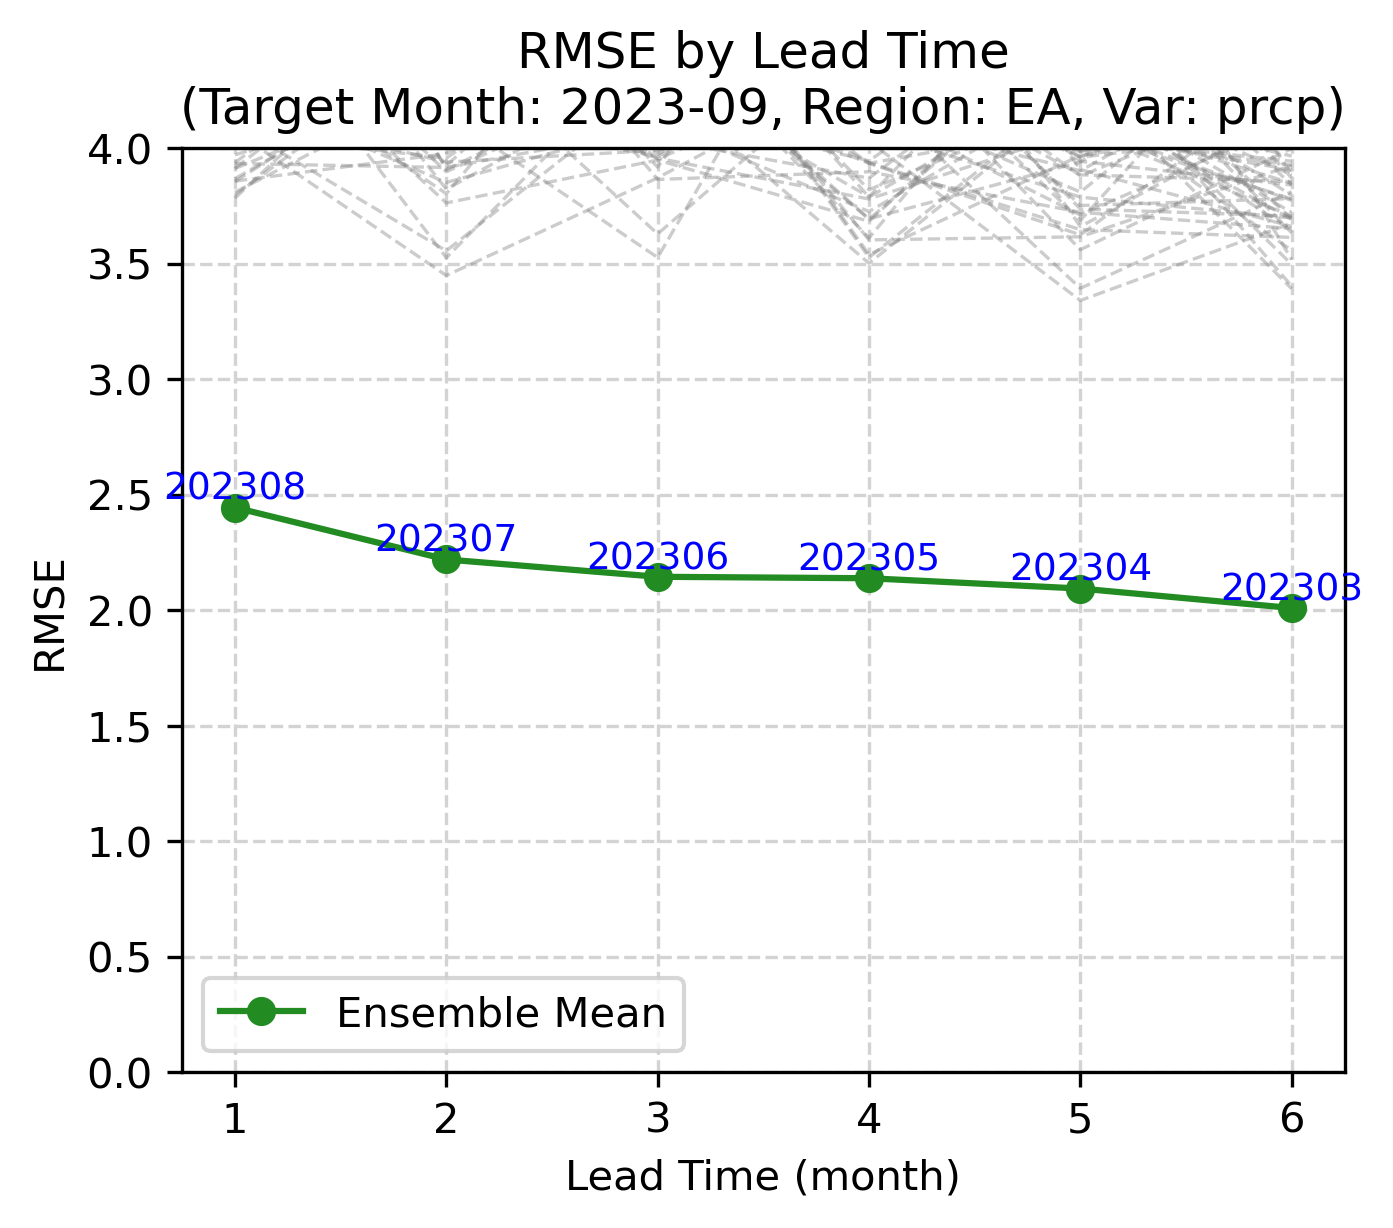 RMSE by Lead Time
(Target Month: 2023-09, Region: EA, Var: prcp)
4.0
3.5
3.0
2.5
2.0
1.5
1.0
0.5
0.0
RMSE
202308
202307
202306
202305
202304
202303
Ensemble Mean
1 2 3 4 5 6
Lead Time (month)